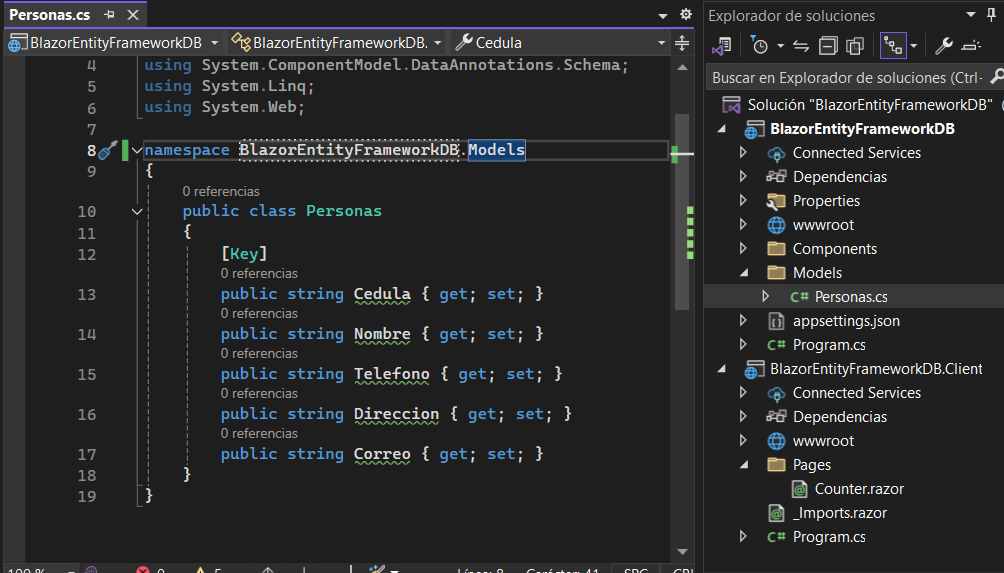 Personas.cs
BlazorEntityFrameworkDB
BlazorEntityFrameworkDB.
Cedula
4 using System.ComponentModel.DataAnnotations.Schema;
5 using System.Linq;
6 using System.Web;
7
8 namespace BlazorEntityFrameworkDB.Models
9 {
0 referencias
10 public class Personas
11 {
12 [Key]
0 referencias
13 public string Cedula { get; set; }
0 referencias
14 public string Nombre { get; set; }
0 referencias
15 public string Telefono { get; set; }
0 referencias
16 public string Direccion { get; set; }
0 referencias
17 public string Correo { get; set; }
18 }
19 }
Explorador de soluciones
Buscar en Explorador de soluciones (Ctrl-
Solución "BlazorEntityFrameworkDB"
BlazorEntityFrameworkDB
Connected Services
Dependencias
Properties
wwwroot
Components
Models
C# Personas.cs
appsettings.json
C# Program.cs
BlazorEntityFrameworkDB.Client
Connected Services
Dependencias
wwwroot
Pages
Counter.razor
_Imports.razor
C# Program.cs